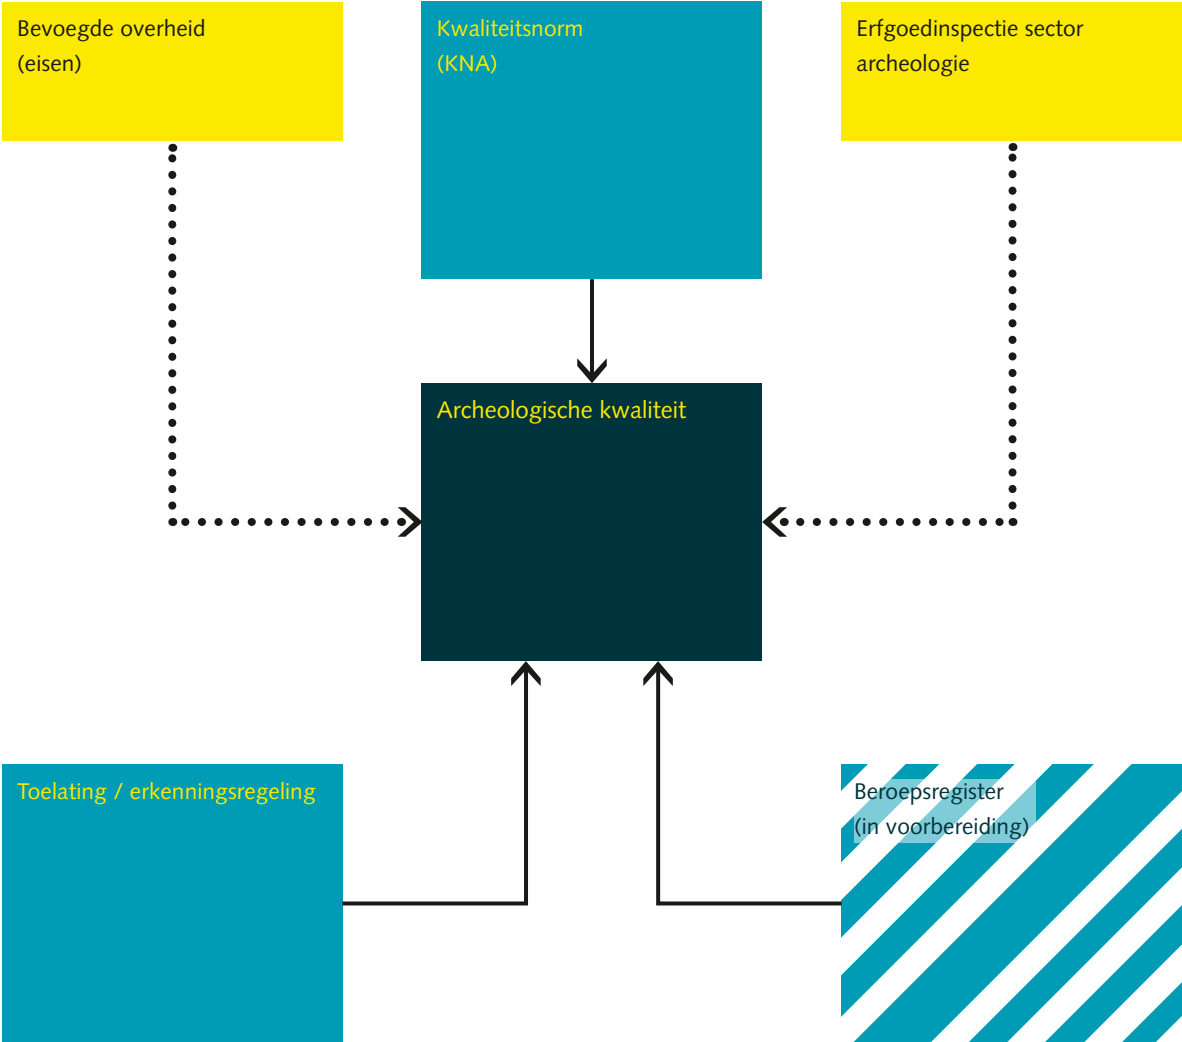 Bevoegde overheid
(eisen)
Kwaliteitsnorm
(KNA)
Erfgoedinspectie sector
archeologie
Archeologische kwaliteit
Toelating / erkenningsregeling
Beroepsregister
(in voorbereiding)